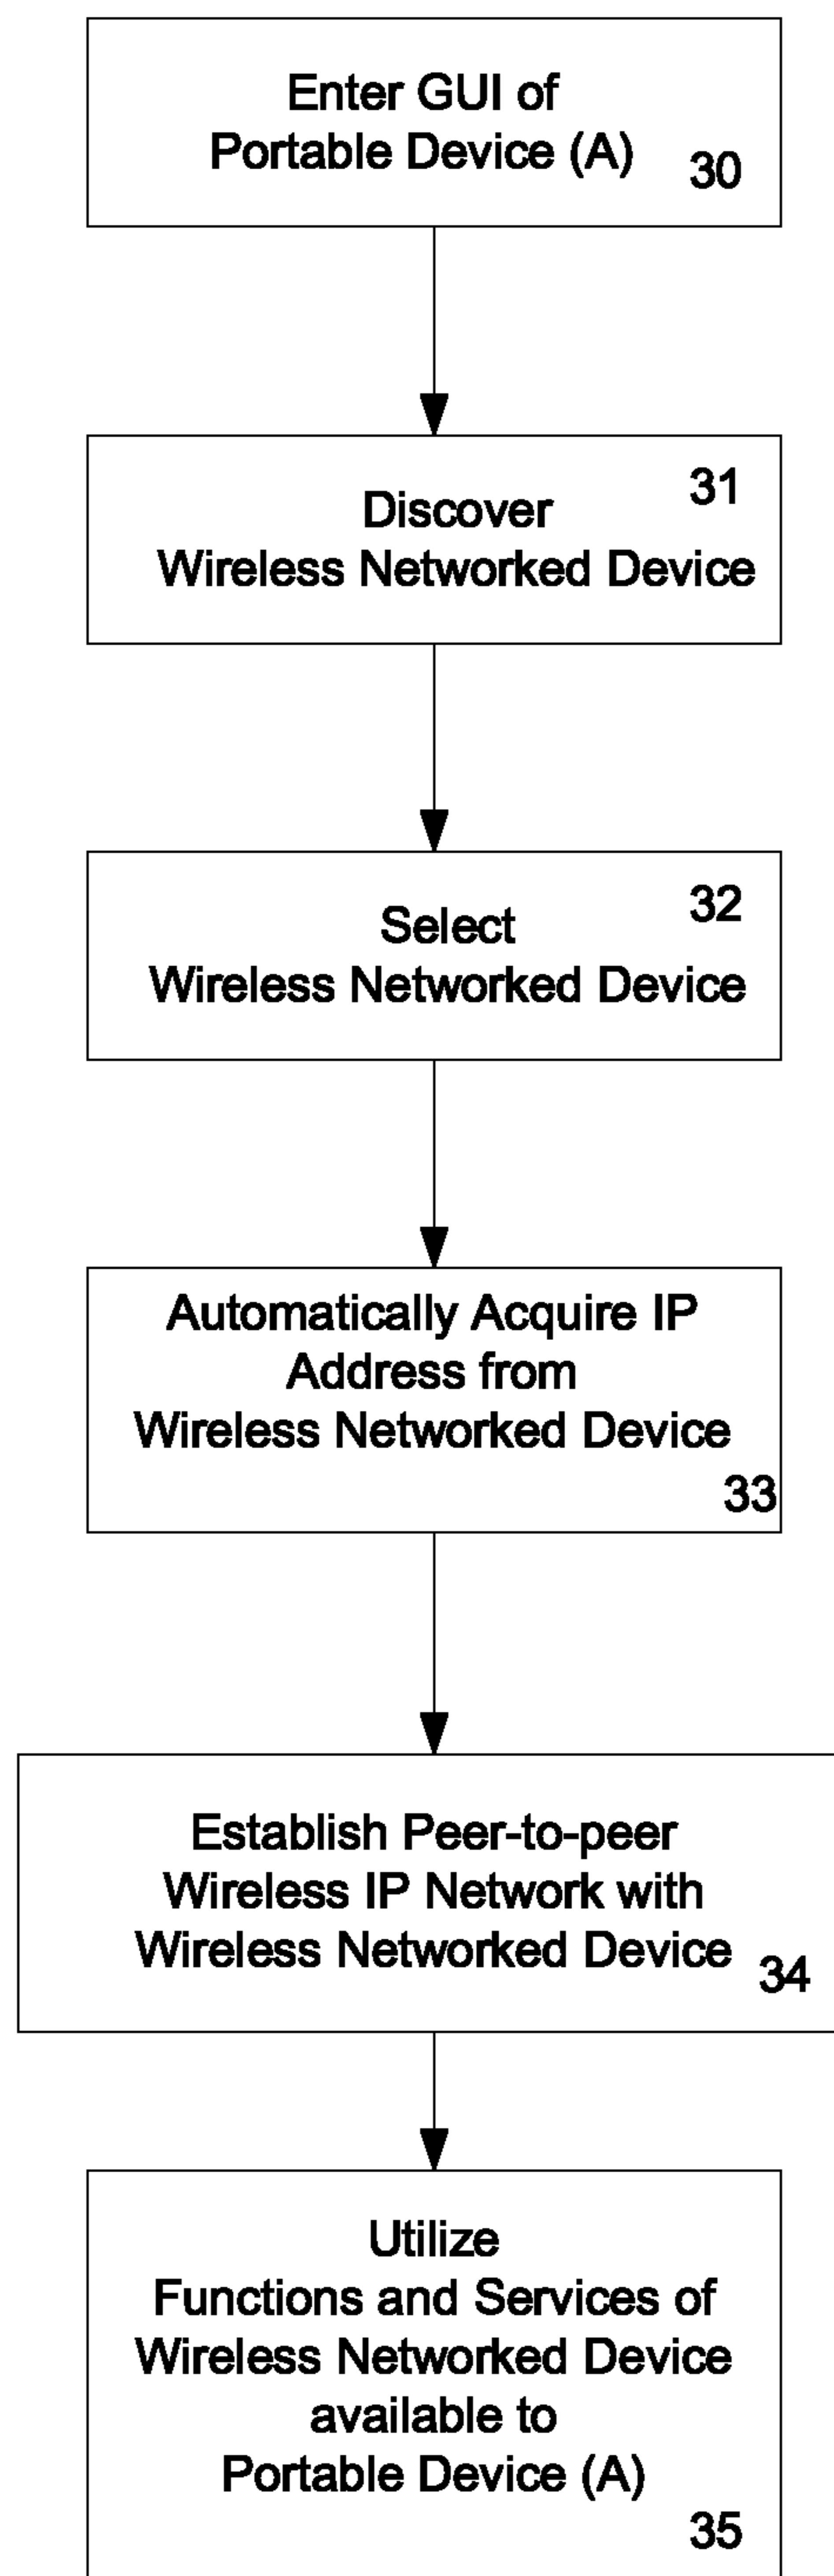 Enter GUI of
Portable Device (A)
30
31
Discover
Wireless Networked Device
32
Select
Wireless Networked Device
Automatically Acquire IP
Address from
Wireless Networked Device
33
Establish Peer-to-peer
Wireless IP Network with
Wireless Networked Device
34
Utilize
Functions and Services of
Wireless Networked Device
available to
Portable Device (A)
35